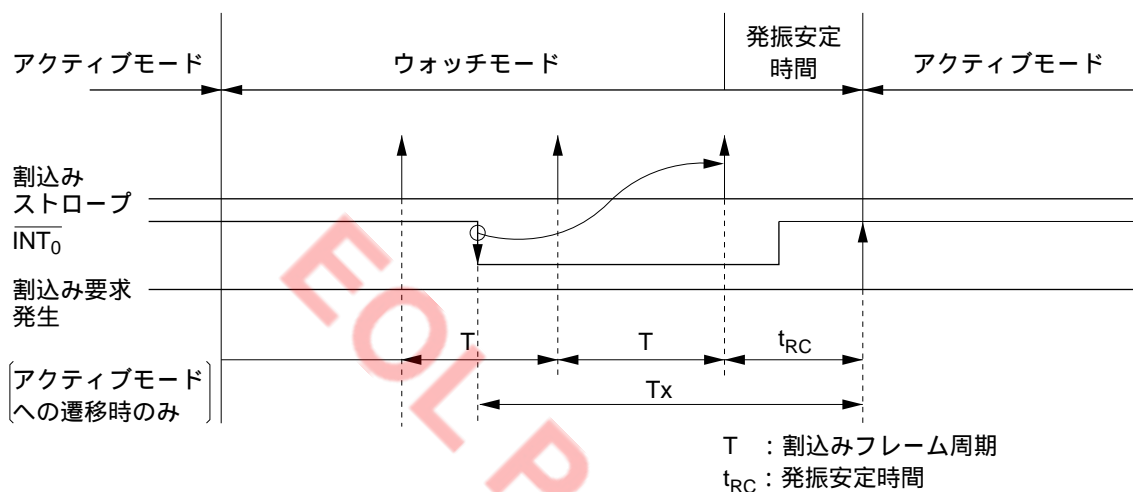 アクティブモード
ウォッチモード
発振安定
時間
アクティブモード
割込み
ストローブ
INT0
割込み要求
発生
T
T
tRC
アクティブモード
への遷移時のみ
Tx
T :割込みフレーム周期
tRC:発振安定時間
EOL P